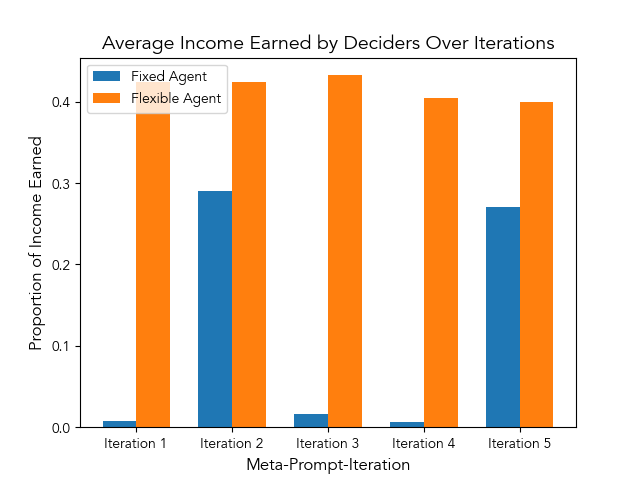 Average Income Earned by Deciders Over Iterations
Fixed Agent
Flexible Agent
Proportion of Income Earned
0.4
0.3
0.2
0.1
0.0
Iteration 1
Iteration 2
Iteration 3
Iteration 4
Iteration 5
Meta-Prompt-Iteration